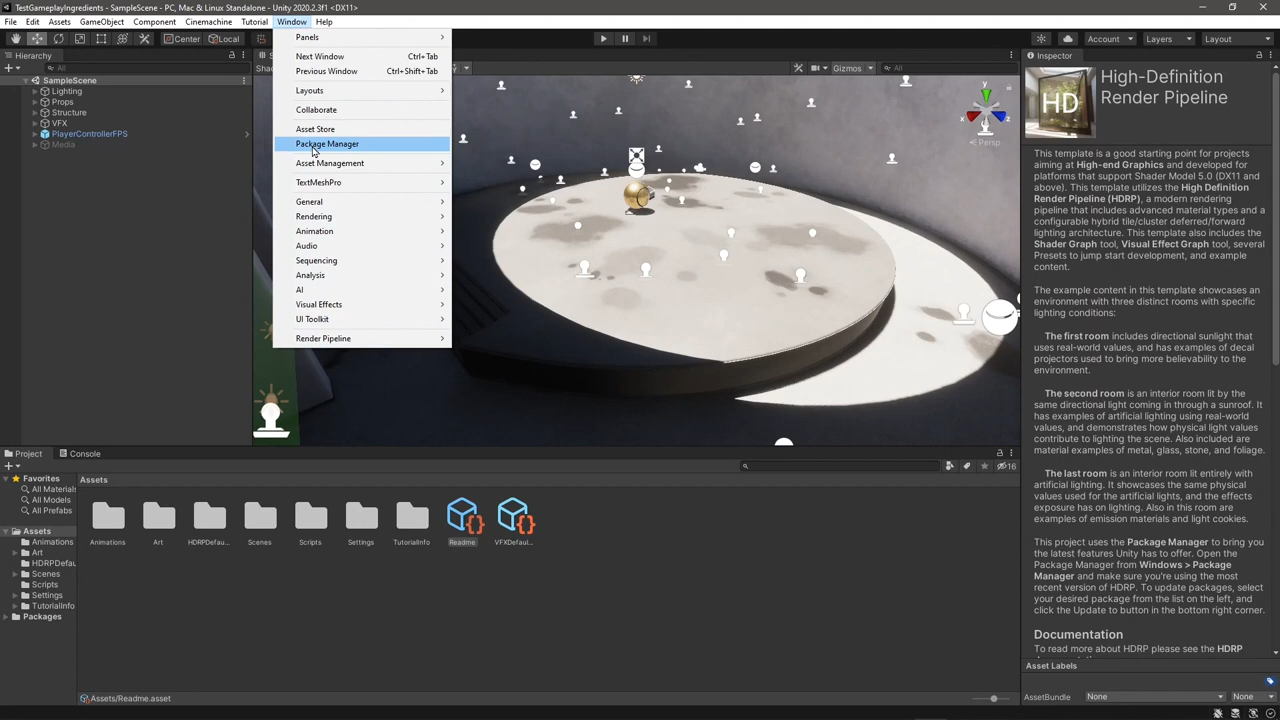 TestGameplayIngredients - SampleScene - PC, Mac & Linux Standalone - Unity 2020.2.3f1 <DX11>
File Edit Assets GameObject Component Cinemachine Tutorial Window Help
Center Local Account Layers Layout
Hierarchy
All
SampleScene
Lighting
Props
Structure
VFX
PlayerControllerFPS
Media
Panels
Next Window Ctrl+Tab
Previous Window Ctrl+Shift+Tab
Layouts
Collaborate
Asset Store
Package Manager
Asset Management
TextMeshPro
General
Rendering
Animation
Audio
Sequencing
Analysis
AI
Visual Effects
UI Toolkit
Render Pipeline
Gizmos All
Persp
Inspector
HD
High-Definition
Render Pipeline
This template is a good starting point for projects
aiming at High-end Graphics and developed for
platforms that support Shader Model 5.0 (DX11 and
above). This template utilizes the High Definition
Render Pipeline (HDRP), a modern rendering
pipeline that includes advanced material types and a
configurable hybrid tile/cluster deferred/forward
lighting architecture. This template also includes the
Shader Graph tool, Visual Effect Graph tool, several
Presets to jump start development, and example
content.
The example content in this template showcases an
environment with three distinct rooms with specific
lighting conditions:
The first room includes directional sunlight that
uses real-world values, and has examples of decal
projectors used to bring more believability to the
environment.
The second room is an interior room lit by the
same directional light coming in through a sunroof. It
has examples of artificial lighting using real-world
values, and demonstrates how physical light values
contribute to lighting the scene. Also included are
material examples of metal, glass, stone, and foliage.
The last room is an interior room lit entirely with
artificial lighting. It showcases the same physical
values used for the artificial lights, and the effects
exposure has on lighting. Also in this room are
examples of emission materials and light cookies.
This project uses the Package Manager to bring you
the latest features Unity has to offer. Open the
Package Manager from Windows > Package
Manager and make sure you're using the most
recent version of HDRP. To update packages, select
your desired package from the list on the left, and
click the Update to button in the bottom right corner.
Documentation
To read more about HDRP please see the HDRP
Asset Labels
AssetBundle None None
Project Console
16
Favorites
All Materials
All Models
All Prefabs
Assets
Animations
Art
HDRPDefau
Scenes
Scripts
Settings
TutorialInfo
Packages
Assets
Animations Art HDRPDefau... Scenes Scripts Settings TutorialInfo Readme VFXDefaul...
Assets/Readme.asset